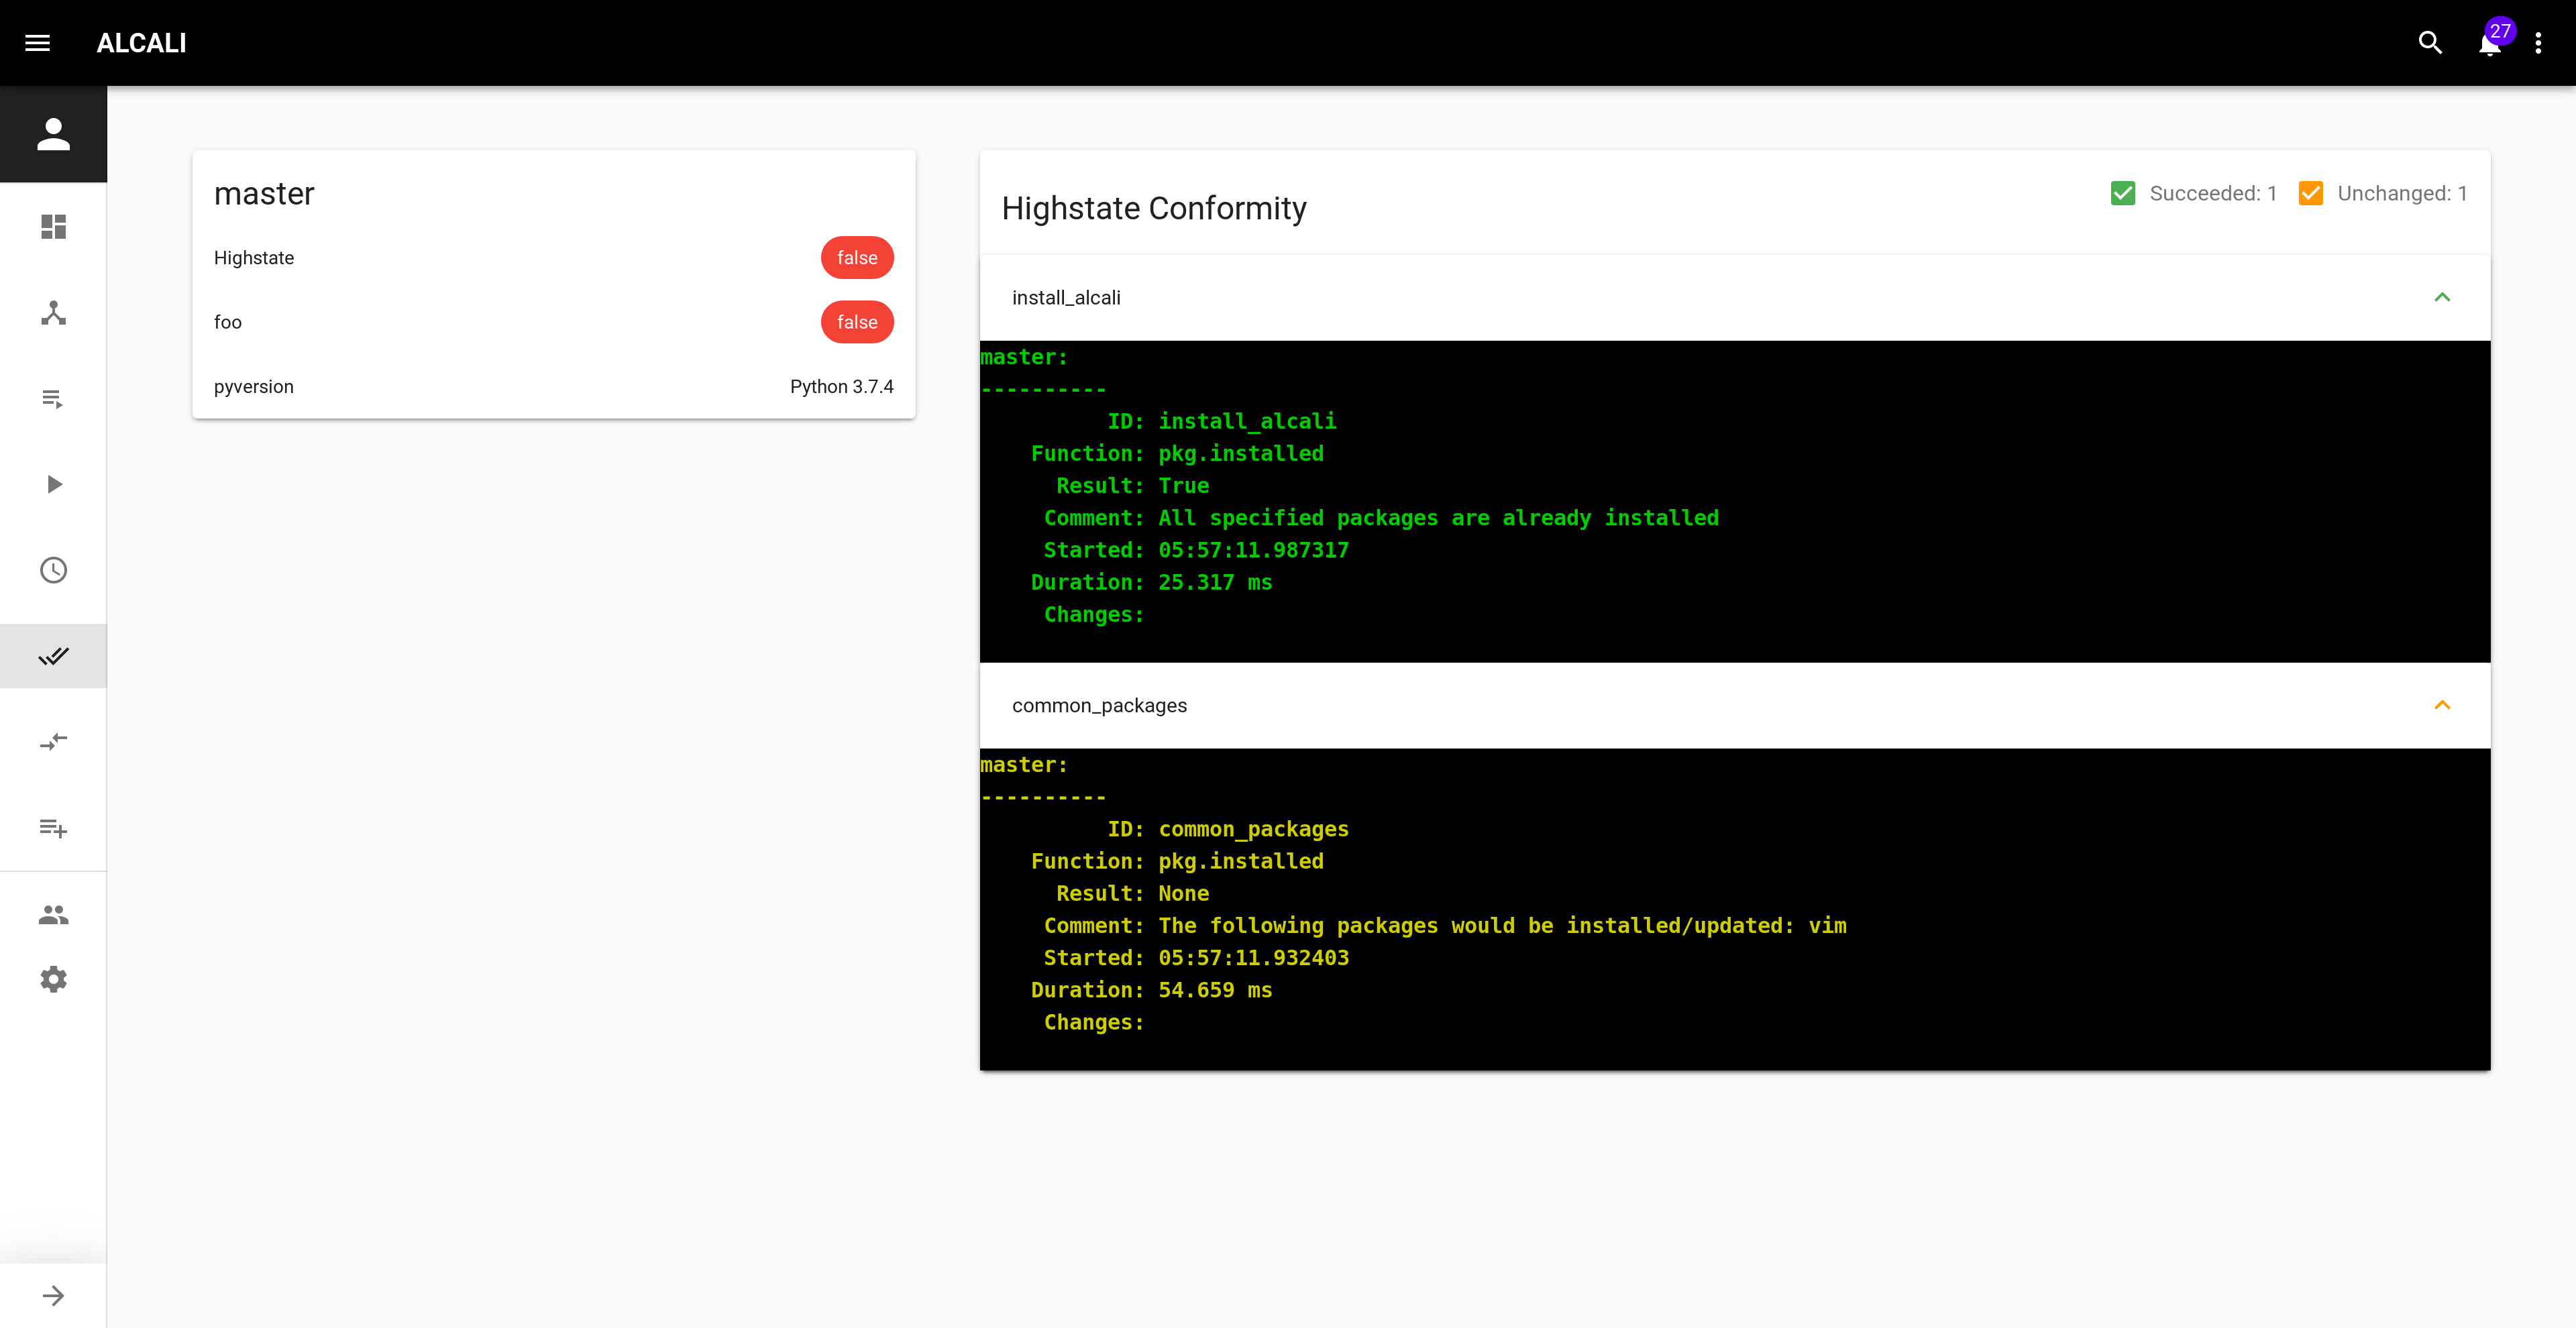 ALCALI
27
master
Highstate false
foo false
pyversion Python 3.7.4
Highstate Conformity
Succeeded: 1 Unchanged: 1
install_alcali
master:
----------
ID: install_alcali
Function: pkg.installed
Result: True
Comment: All specified packages are already installed
Started: 05:57:11.987317
Duration: 25.317 ms
Changes:
common_packages
master:
----------
ID: common_packages
Function: pkg.installed
Result: None
Comment: The following packages would be installed/updated: vim
Started: 05:57:11.932403
Duration: 54.659 ms
Changes: